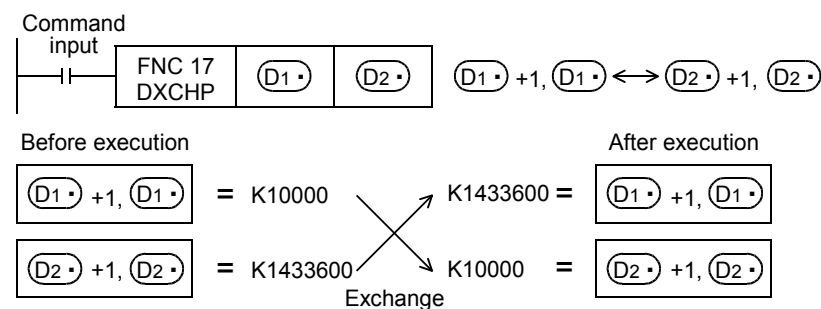 Command
input
FNC 17
DXCHP
D1・
D2・
D1・ +1, D1・ ←→ D2・ +1, D2・
Before execution
After execution
D1・ +1, D1・ = K10000
K1433600 = D1・ +1, D1・
D2・ +1, D2・ = K1433600
K10000 = D2・ +1, D2・
Exchange